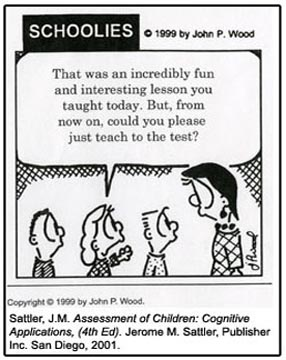 SCHOOLIES © 1999 by John P. Wood
That was an incredibly fun
and interesting lesson you
taught today. But, from
now on, could you please
just teach to the test?
JPWood
Copyright © 1999 by John P. Wood.
Sattler, J.M. Assessment of Children: Cognitive
Applications, (4th Ed). Jerome M. Sattler, Publisher
Inc. San Diego, 2001.